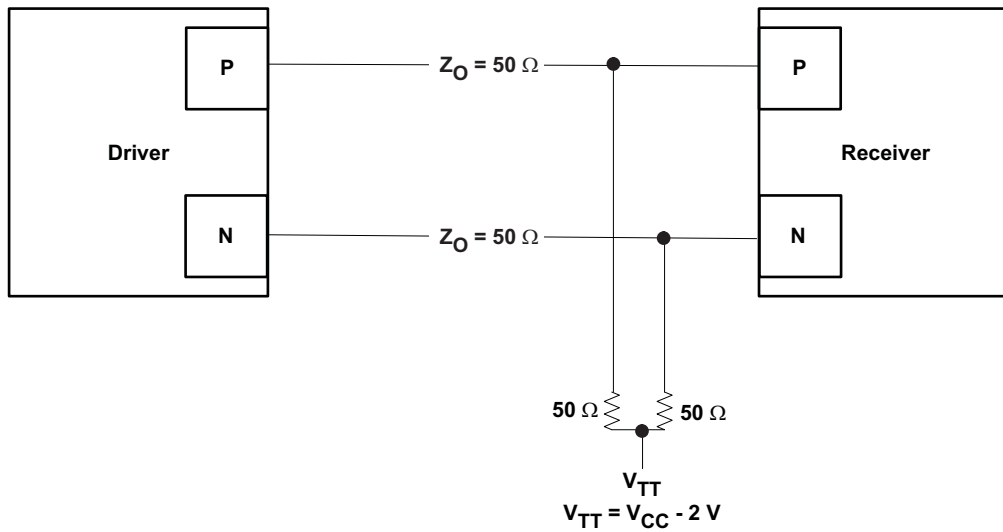 P
Z_O = 50 Ω
P
Driver
Receiver
N
Z_O = 50 Ω
N
50 Ω
50 Ω
V_TT
V_TT = V_CC - 2 V